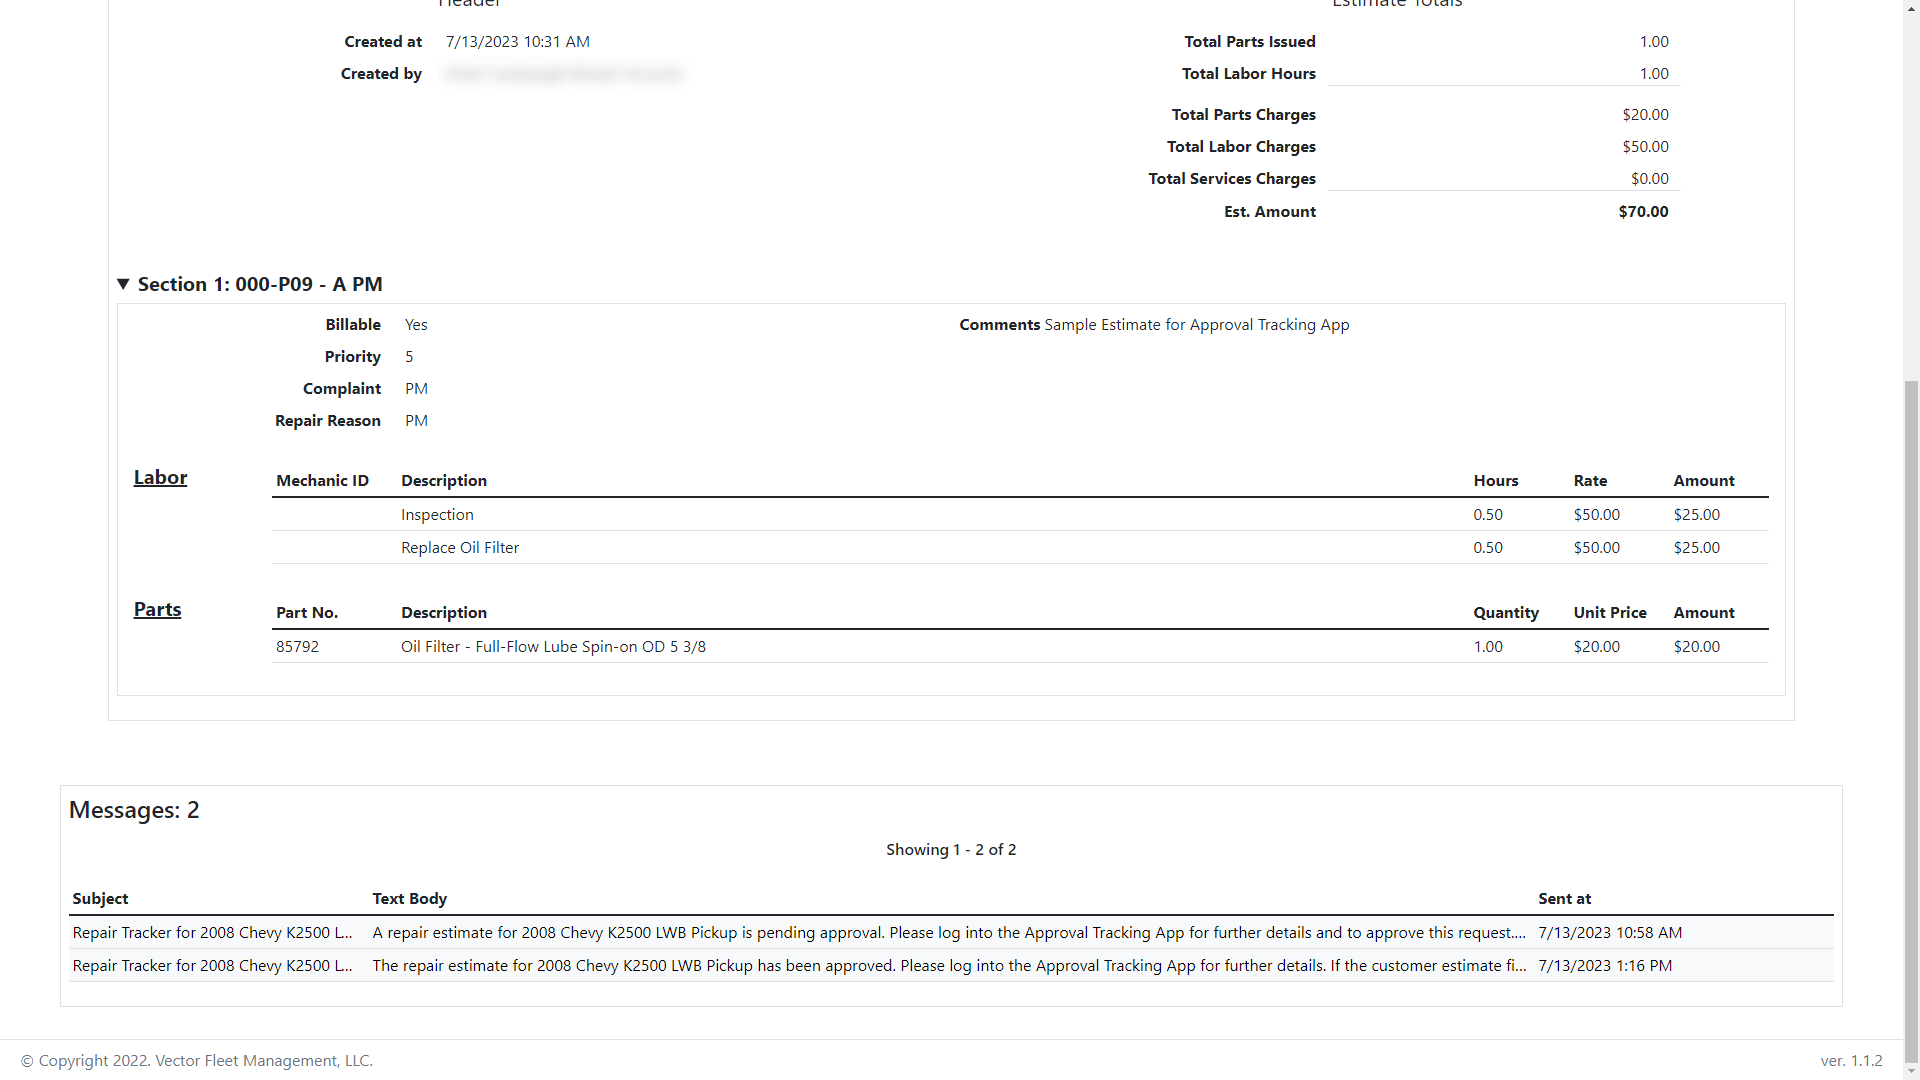 Header
Estimate Totals
Created at 7/13/2023 10:31 AM
Created by
Total Parts Issued 1.00
Total Labor Hours 1.00
Total Parts Charges $20.00
Total Labor Charges $50.00
Total Services Charges $0.00
Est. Amount $70.00
▼ Section 1: 000-P09 - A PM
Billable Yes
Comments Sample Estimate for Approval Tracking App
Priority 5
Complaint PM
Repair Reason PM
Labor Mechanic ID Description Hours Rate Amount
Inspection 0.50 $50.00 $25.00
Replace Oil Filter 0.50 $50.00 $25.00
Parts Part No. Description Quantity Unit Price Amount
85792 Oil Filter - Full-Flow Lube Spin-on OD 5 3/8 1.00 $20.00 $20.00
Messages: 2
Showing 1 - 2 of 2
Subject Text Body Sent at
Repair Tracker for 2008 Chevy K2500 L... A repair estimate for 2008 Chevy K2500 LWB Pickup is pending approval. Please log into the Approval Tracking App for further details and to approve this request.... 7/13/2023 10:58 AM
Repair Tracker for 2008 Chevy K2500 L... The repair estimate for 2008 Chevy K2500 LWB Pickup has been approved. Please log into the Approval Tracking App for further details. If the customer estimate fi... 7/13/2023 1:16 PM
© Copyright 2022. Vector Fleet Management, LLC. ver. 1.1.2